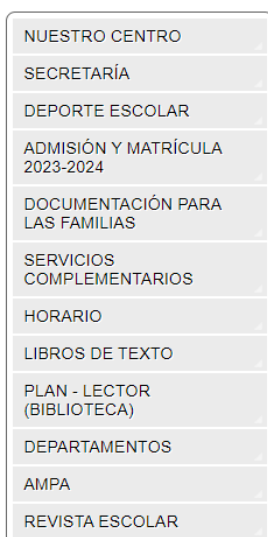 NUESTRO CENTRO
SECRETARÍA
DEPORTE ESCOLAR
ADMISIÓN Y MATRÍCULA
2023-2024
DOCUMENTACIÓN PARA
LAS FAMILIAS
SERVICIOS
COMPLEMENTARIOS
HORARIO
LIBROS DE TEXTO
PLAN - LECTOR
(BIBLIOTECA)
DEPARTAMENTOS
AMPA
REVISTA ESCOLAR